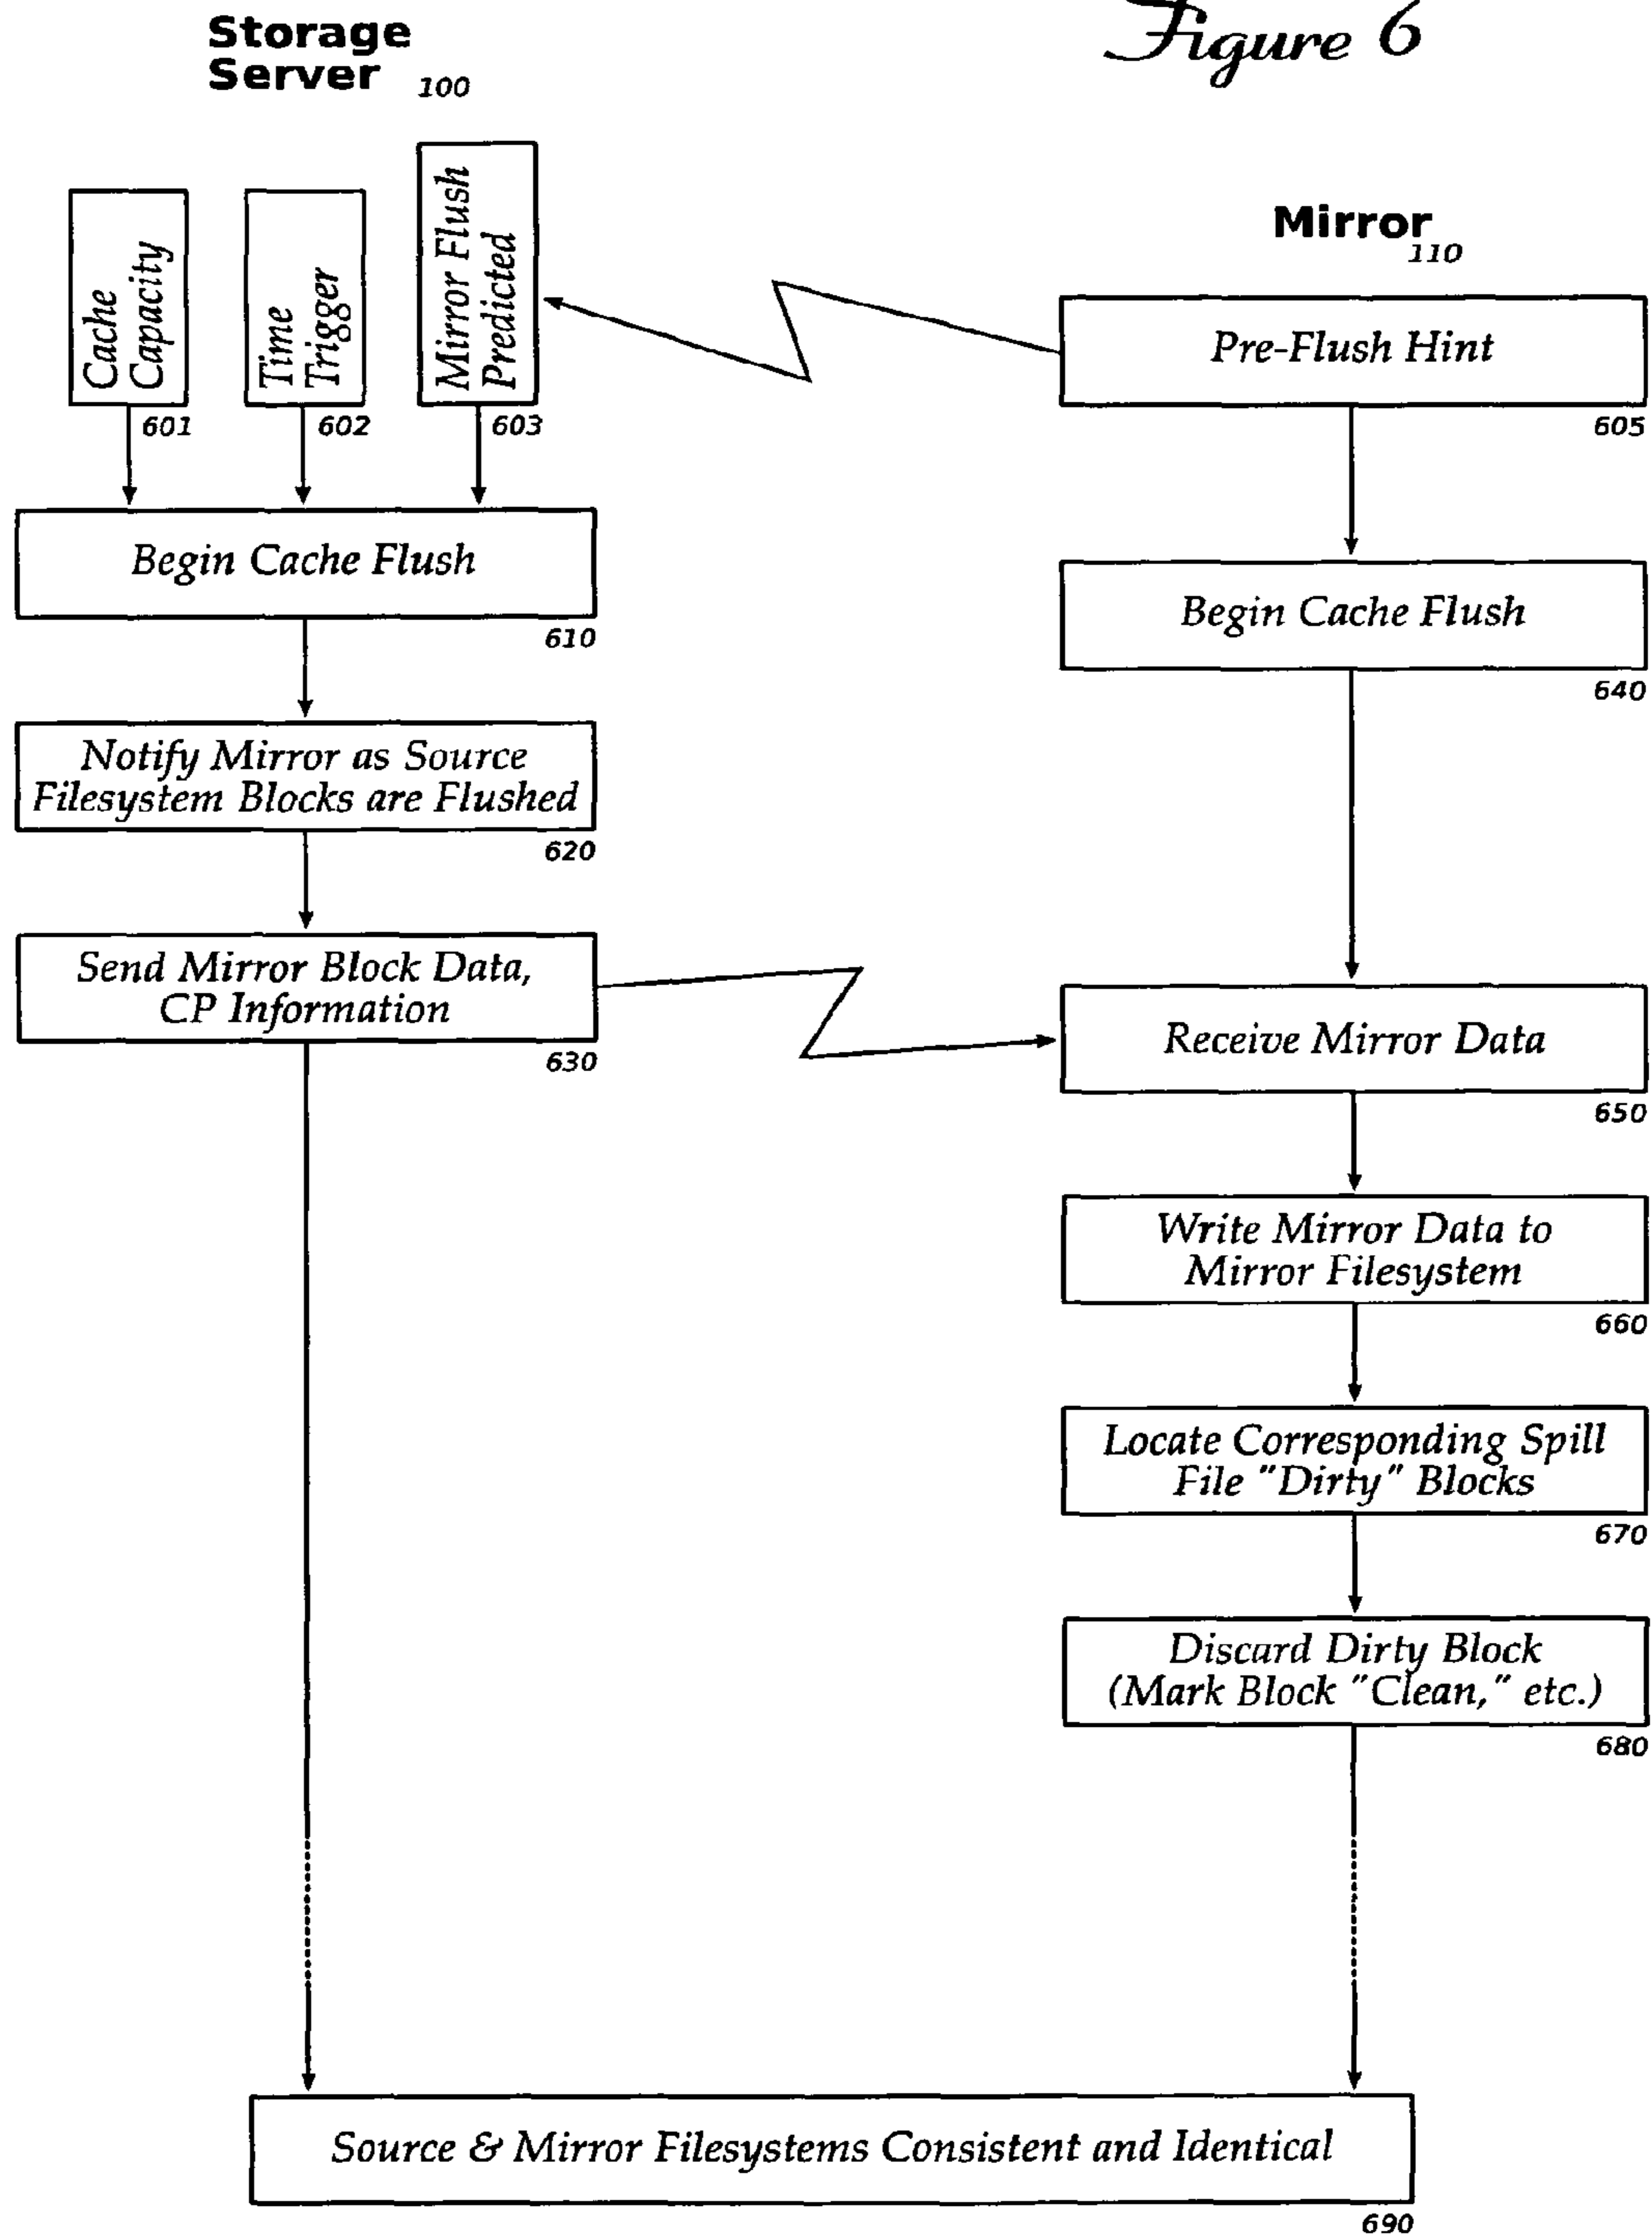 Figure 6
Storage
Server 100
Cache
Capacity
601
Time
Trigger
602
Mirror Flush
Predicted
603
Begin Cache Flush
610
Notify Mirror as Source
Filesystem Blocks are Flushed
620
Send Mirror Block Data,
CP Information
630
Mirror
110
Pre-Flush Hint
605
Begin Cache Flush
640
Receive Mirror Data
650
Write Mirror Data to
Mirror Filesystem
660
Locate Corresponding Spill
File "Dirty" Blocks
670
Discard Dirty Block
(Mark Block "Clean," etc.)
680
Source & Mirror Filesystems Consistent and Identical
690